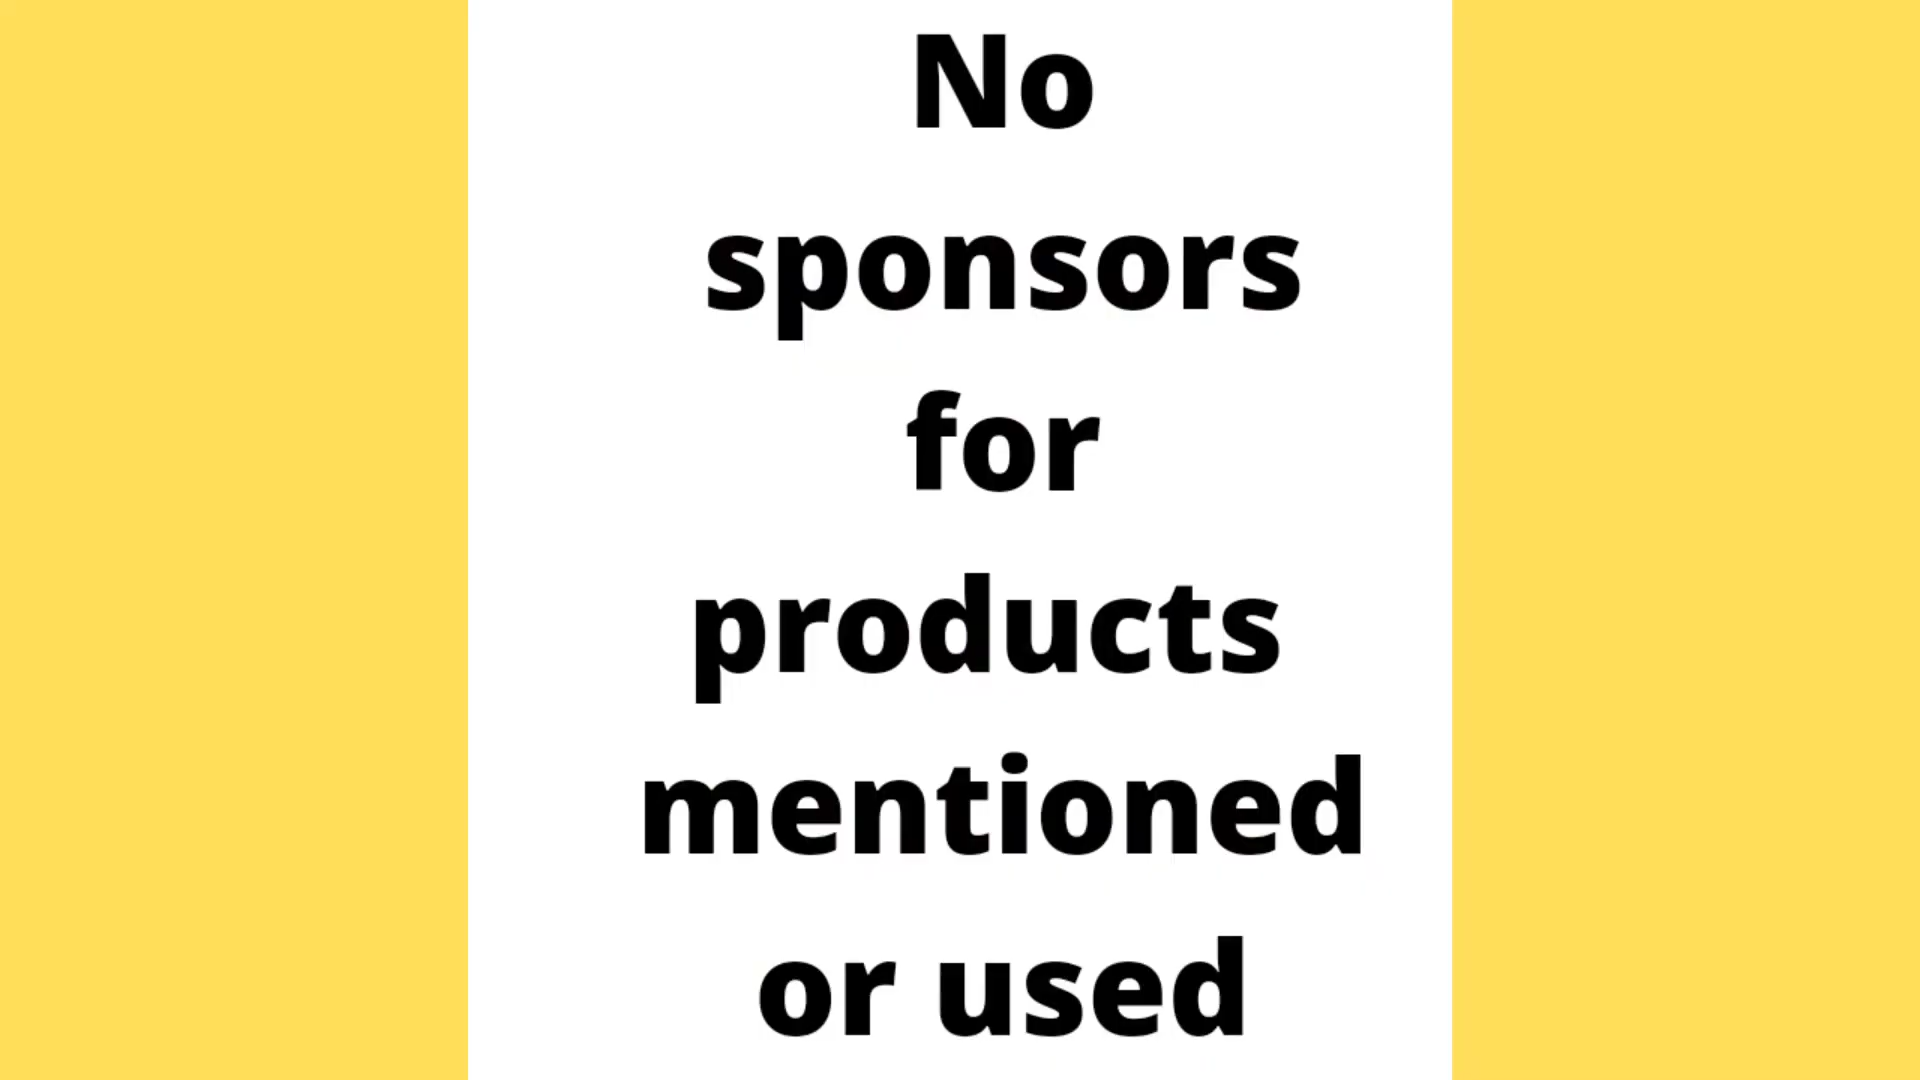 No
sponsors
for
products
mentioned
or used